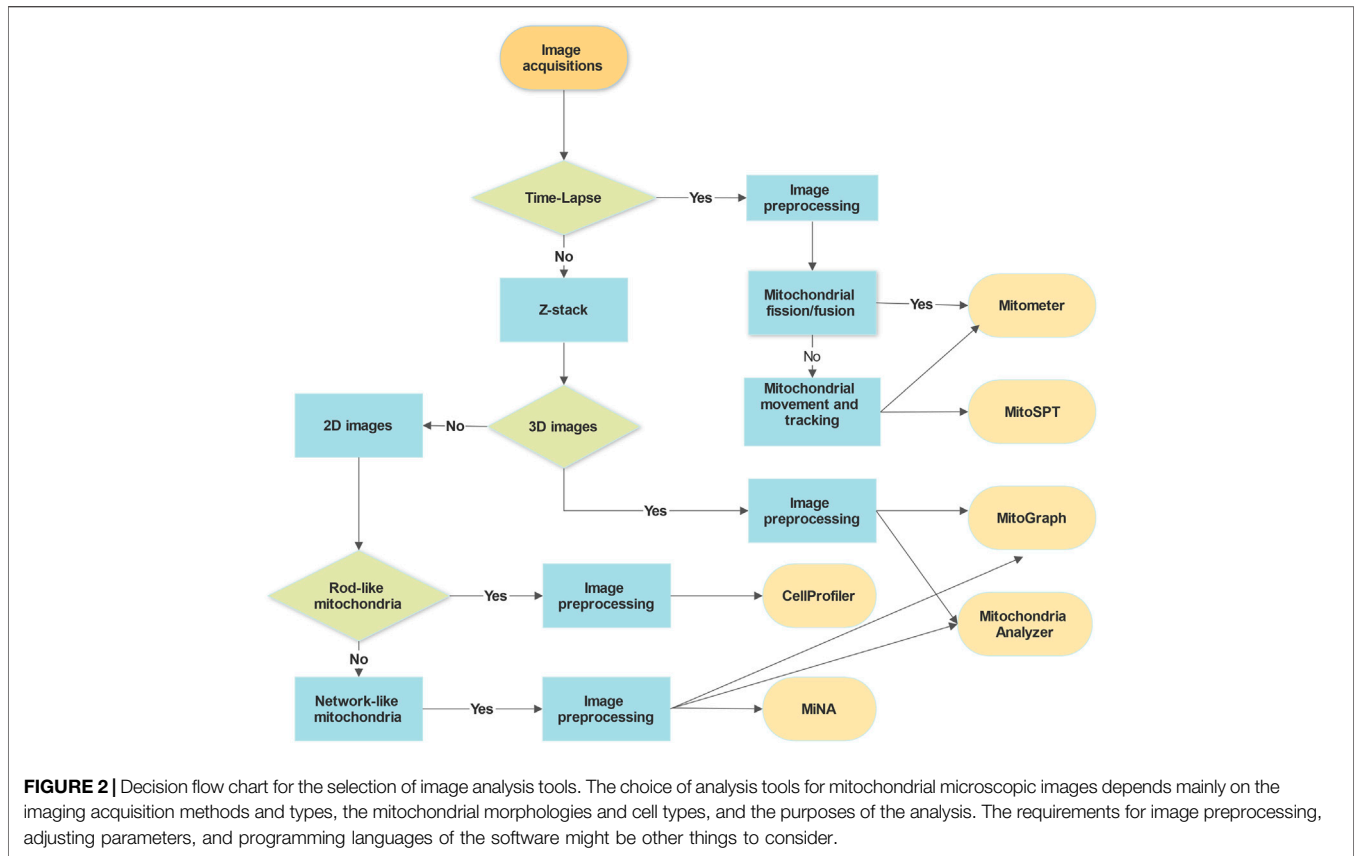 Image
acquisitions
Time-Lapse
Yes
Image
preprocessing
No
Z-stack
Mitochondrial
fission/fusion
Yes
Mitometer
No
Mitochondrial
movement and
tracking
MitoSPT
2D images
No
3D images
Yes
Image
preprocessing
MitoGraph
Rod-like
mitochondria
Yes
Image
preprocessing
CellProfiler
Mitochondria
Analyzer
No
Network-like
mitochondria
Yes
Image
preprocessing
MiNA
FIGURE 2 | Decision flow chart for the selection of image analysis tools. The choice of analysis tools for mitochondrial microscopic images depends mainly on the
imaging acquisition methods and types, the mitochondrial morphologies and cell types, and the purposes of the analysis. The requirements for image preprocessing,
adjusting parameters, and programming languages of the software might be other things to consider.